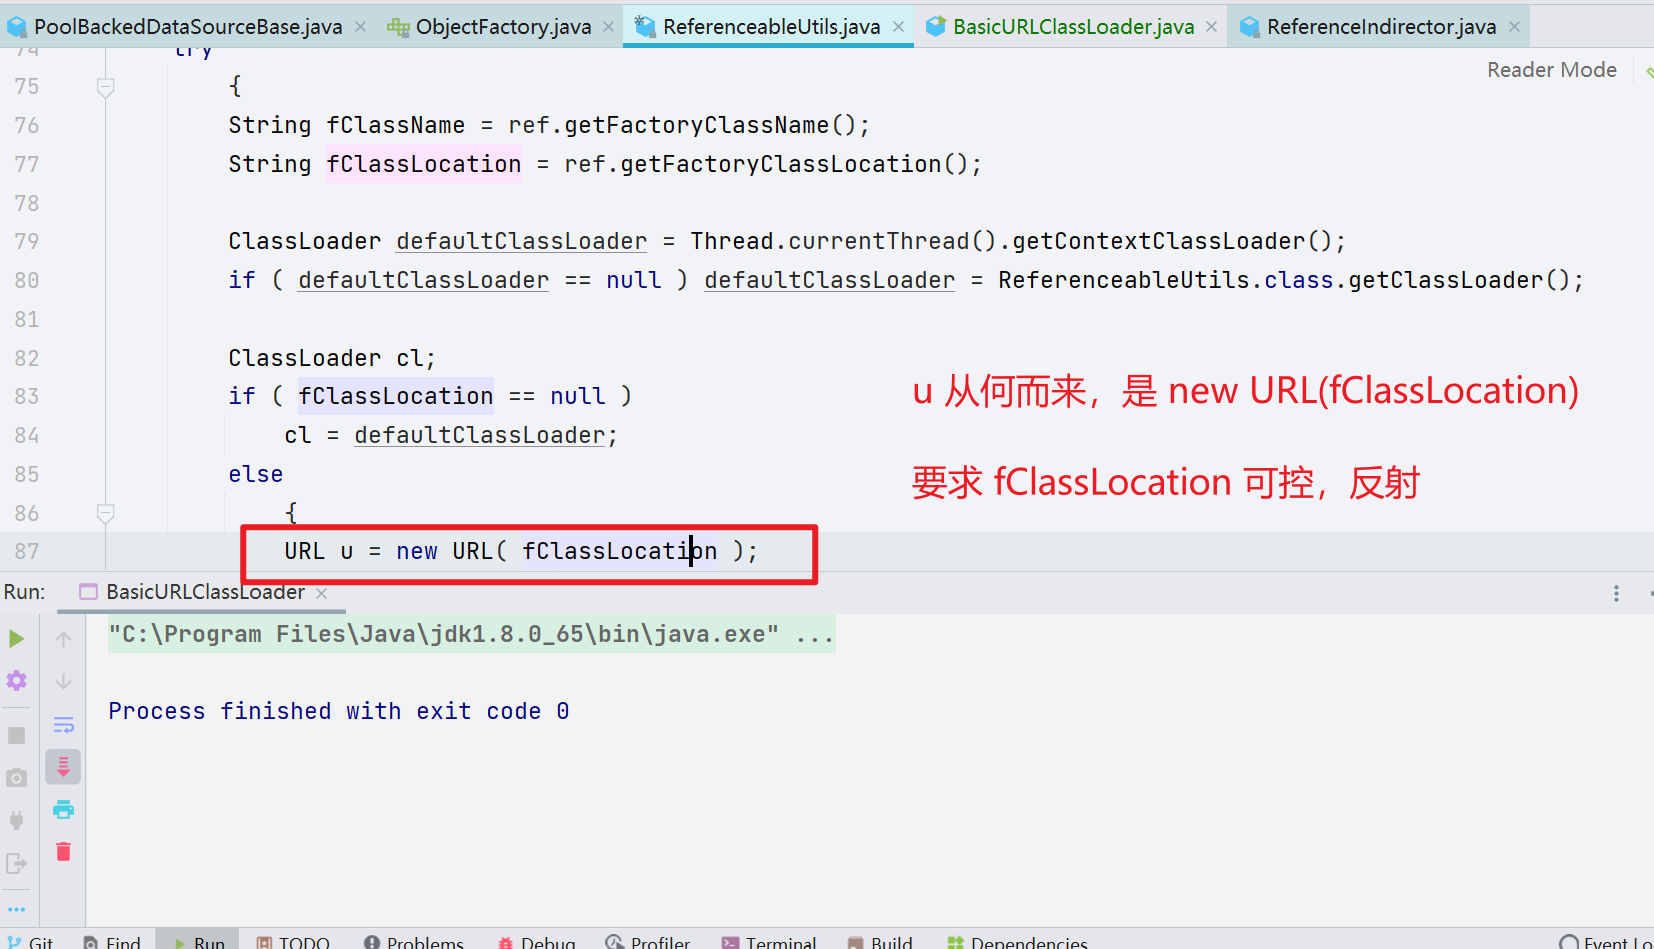 PoolBackedDataSourceBase.java × ObjectFactory.java × ReferenceableUtils.java × BasicURLClassLoader.java × ReferenceIndirector.java ×
74 try
Reader Mode
75 {
76 String fClassName = ref.getFactoryClassName();
77 String fClassLocation = ref.getFactoryClassLocation();
78
79 ClassLoader defaultClassLoader = Thread.currentThread().getContextClassLoader();
80 if ( defaultClassLoader == null ) defaultClassLoader = ReferenceableUtils.class.getClassLoader();
81
82 ClassLoader cl;
83 if ( fClassLocation == null )
u 从何而来，是 new URL(fClassLocation)
84 cl = defaultClassLoader;
85 else
要求 fClassLocation 可控，反射
86 {
87 URL u = new URL( fClassLocation );
Run: BasicURLClassLoader ×
"C:\Program Files\Java\jdk1.8.0_65\bin\java.exe" ...
Process finished with exit code 0
Git Find Run TODO Problems Debug Profiler Terminal Build Dependencies Event Lo